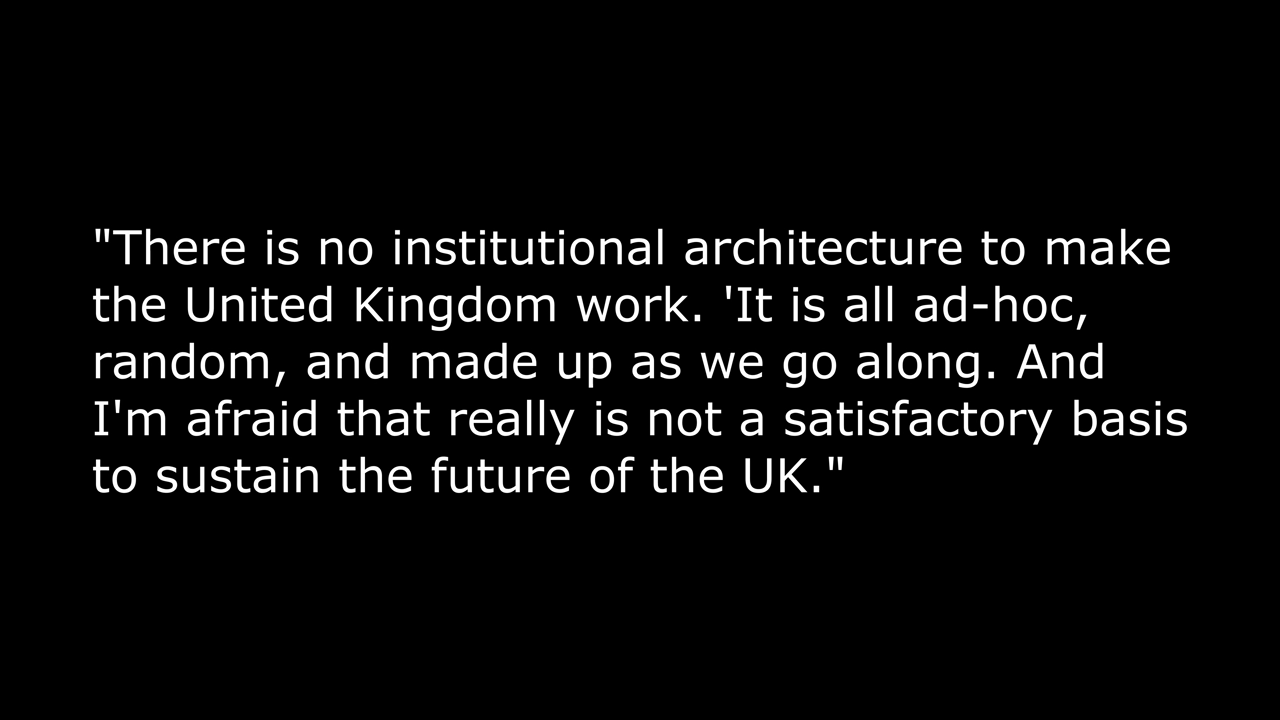 "There is no institutional architecture to make
the United Kingdom work. 'It is all ad-hoc,
random, and made up as we go along. And
I'm afraid that really is not a satisfactory basis
to sustain the future of the UK."